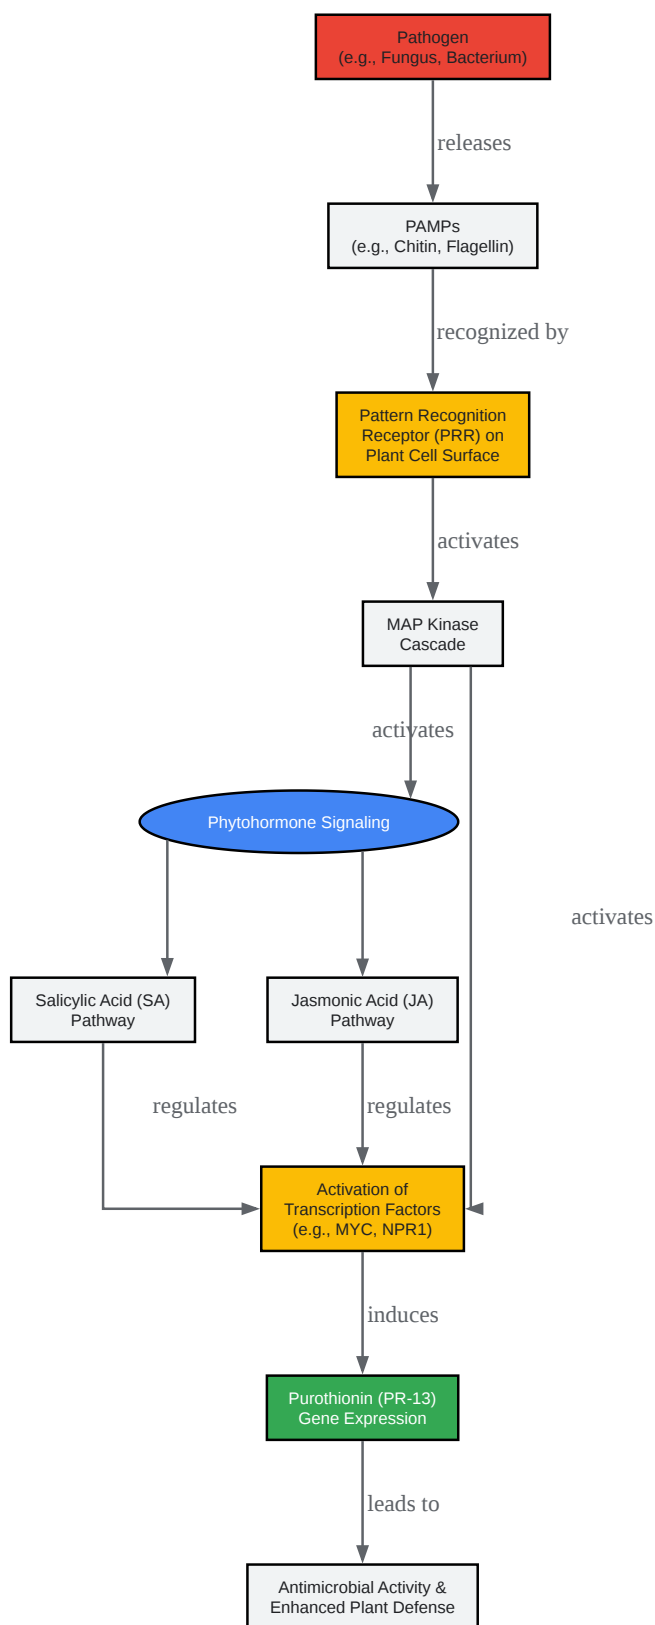 Pathogen
(e.g., Fungus, Bacterium)
releases
PAMPs
(e.g., Chitin, Flagellin)
recognized by
Pattern Recognition
Receptor (PRR) on
Plant Cell Surface
activates
MAP Kinase
Cascade
activates
Phytohormone Signaling
activates
Salicylic Acid (SA)
Pathway
Jasmonic Acid (JA)
Pathway
regulates
regulates
Activation of
Transcription Factors
(e.g., MYC, NPR1)
induces
Purothionin (PR-13)
Gene Expression
leads to
Antimicrobial Activity &
Enhanced Plant Defense